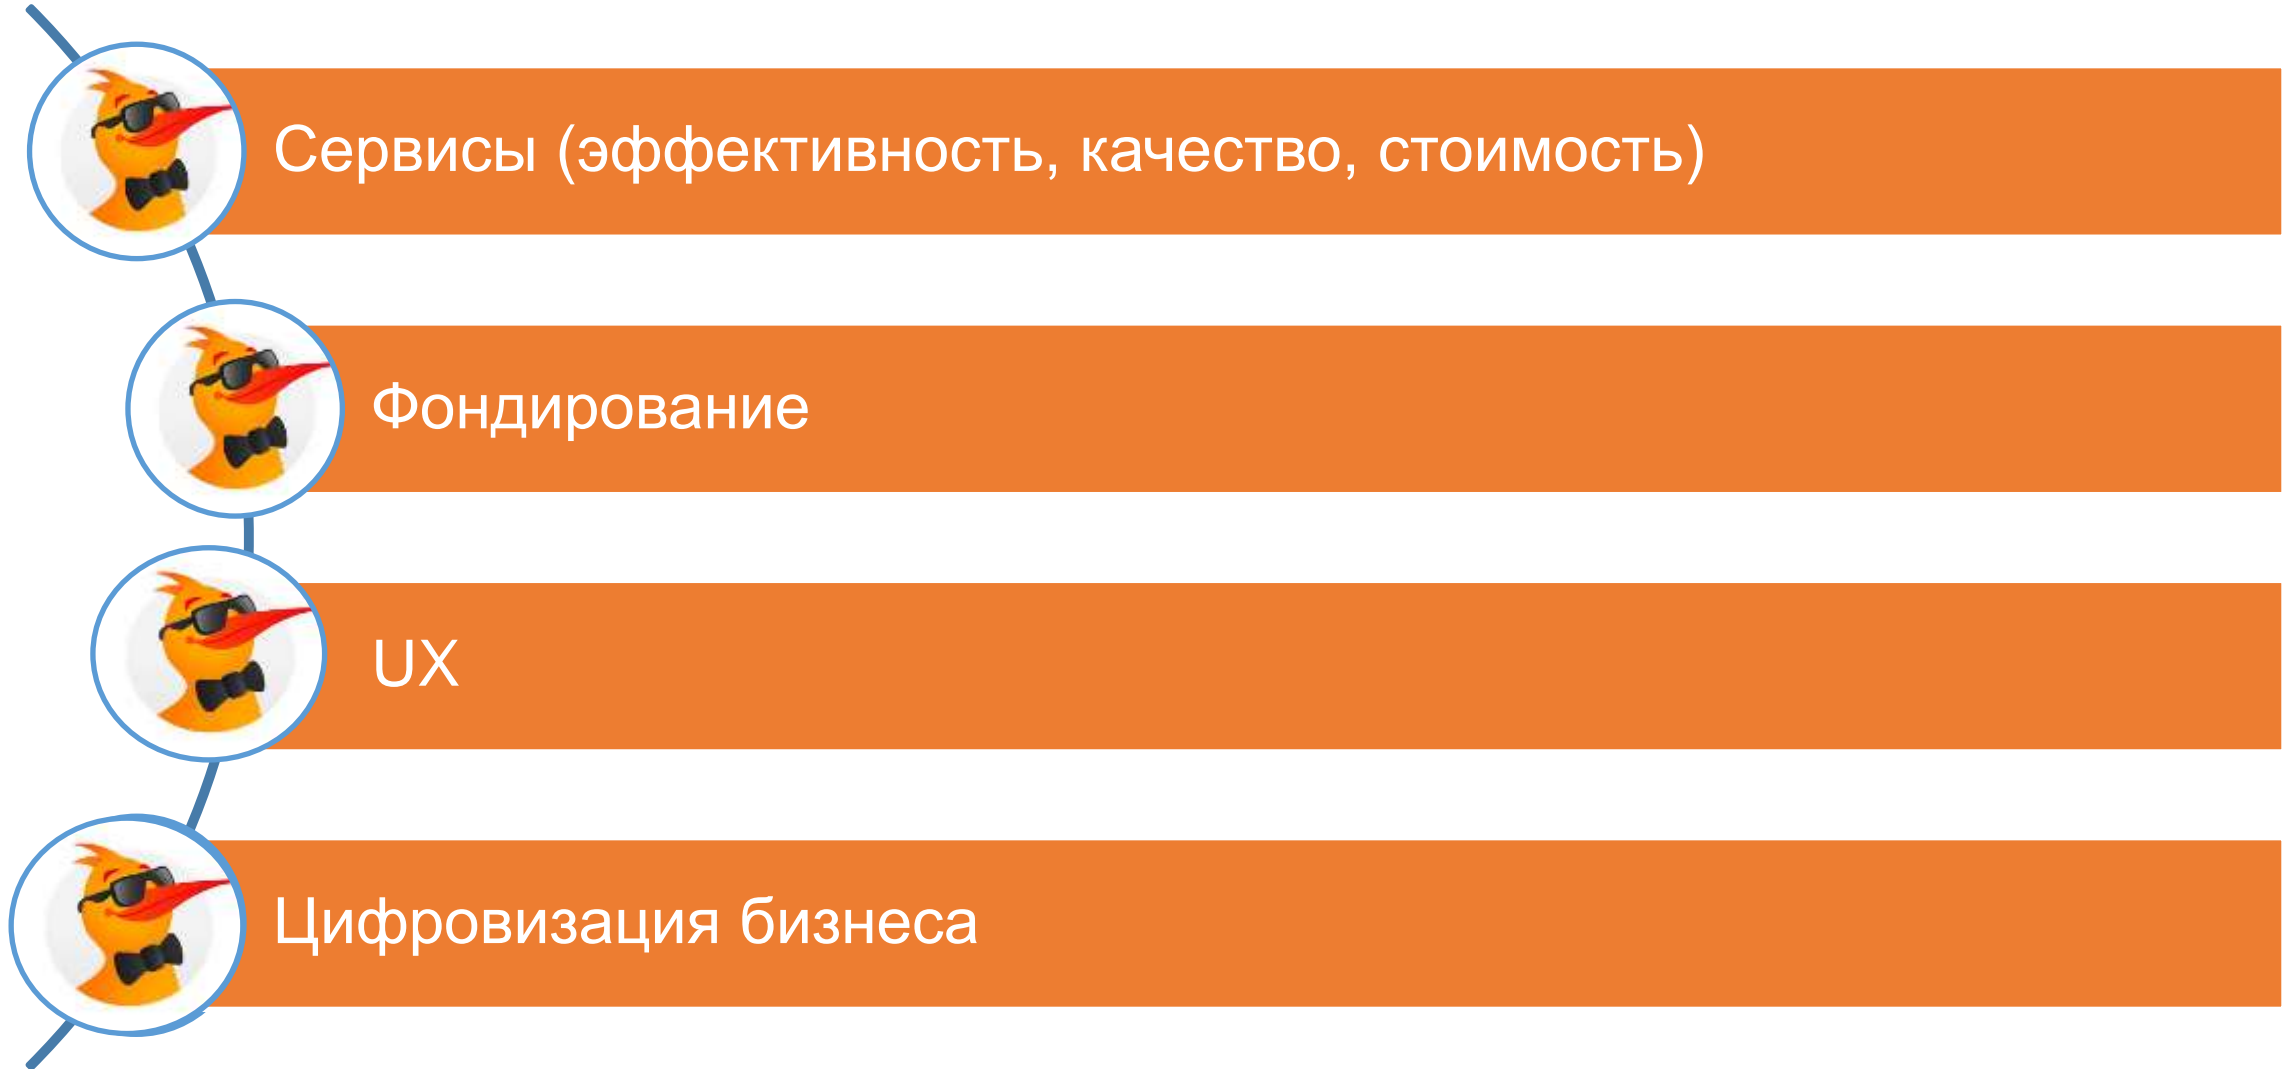 Сервисы (эффективность, качество, стоимость)
Фондирование
UX
Цифровизация бизнеса